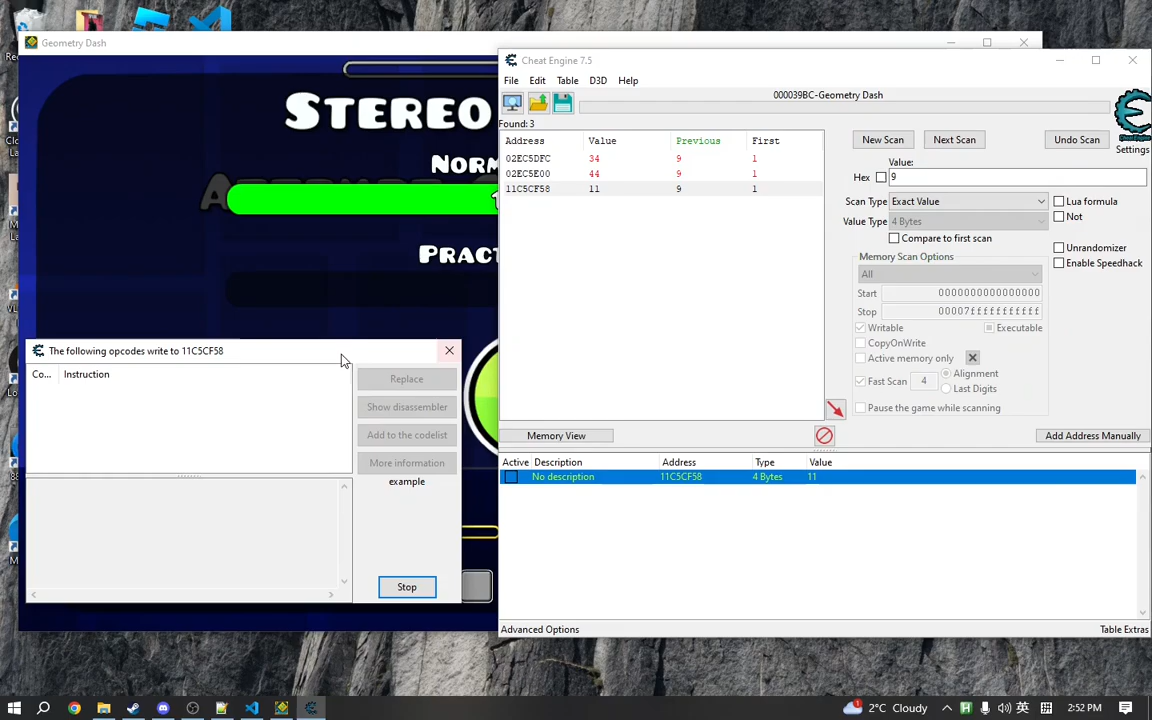 Geometry Dash
STEREO
NORM
ATTEMPT
PRACT
Cheat Engine 7.5
File Edit Table D3D Help
000039BC-Geometry Dash
Found: 3
Address Value Previous First
02EC5DFC 34 9 1
02EC5E00 44 9 1
11C5CF58 11 9 1
New Scan Next Scan Undo Scan
Settings
Value:
Hex 9
Scan Type Exact Value
Lua formula
Not
Value Type 4 Bytes
Compare to first scan
Unrandomizer
Enable Speedhack
Memory Scan Options
All
Start 0000000000000000
Stop 00007fffffffffff
Writable Executable
CopyOnWrite
Active memory only
Fast Scan 4 Alignment
Last Digits
Pause the game while scanning
Memory View
Add Address Manually
Active Description Address Type Value
No description 11C5CF58 4 Bytes 11
Advanced Options
Table Extras
The following opcodes write to 11C5CF58
Co... Instruction
Replace
Show disassembler
Add to the codelist
More information
example
Stop
2°C Cloudy
英
拼
2:52 PM